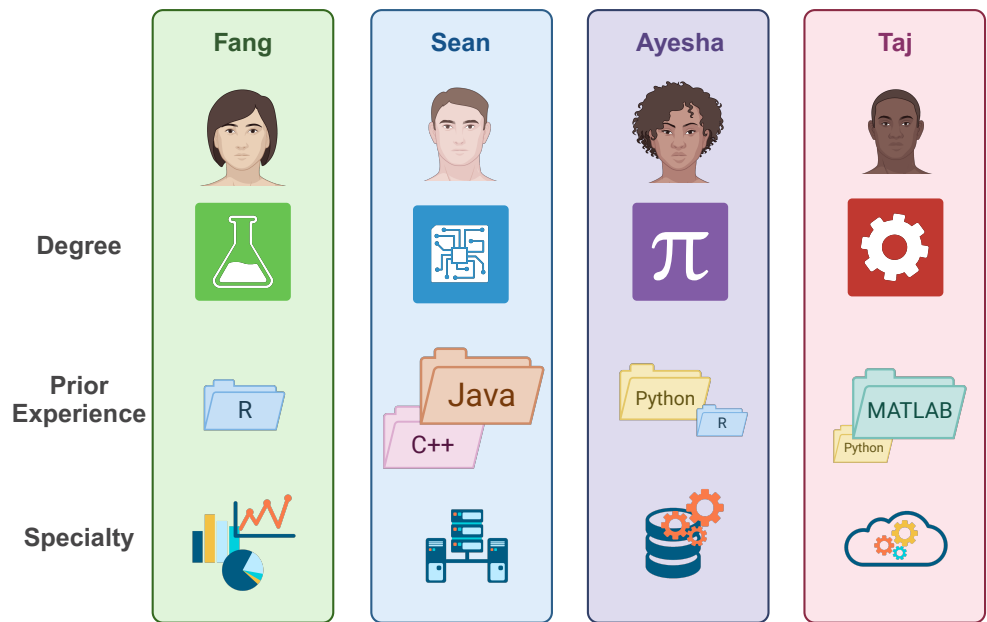 Fang
Sean
Ayesha
Taj
Degree
π
Prior
Experience
R
Java
C++
Python
R
MATLAB
Python
Specialty